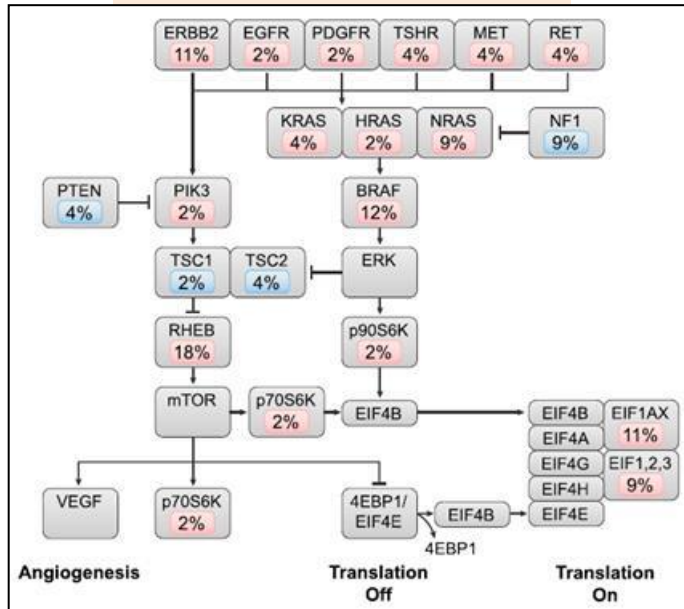 ERBB2 EGFR PDGFR TSHR MET RET
11% 2% 2% 4% 4% 4%
KRAS HRAS NRAS NF1
4% 2% 9% 9%
PTEN PIK3 BRAF
4% 2% 12%
TSC1 TSC2 ERK
2% 4%
RHEB p90S6K
18% 2%
mTOR p70S6K EIF4B EIF4B EIF1AX
2% EIF4A 11%
EIF4G EIF1,2,3
EIF4H 9%
VEGF p70S6K 4EBP1/ EIF4B EIF4E
2% EIF4E
4EBP1
Angiogenesis Translation Translation
Off On